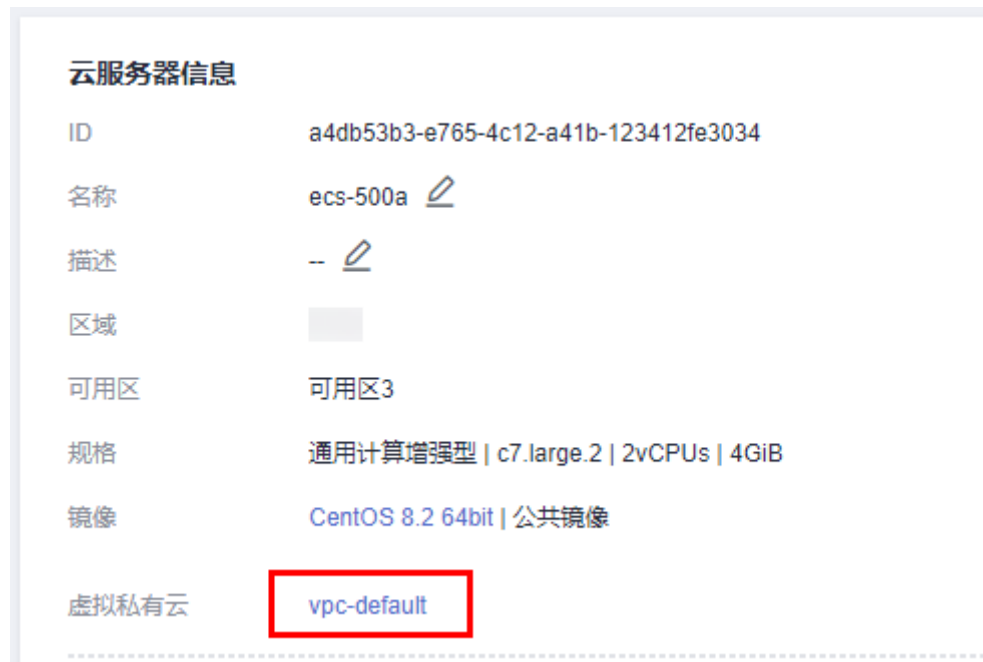 云服务器信息
ID a4db53b3-e765-4c12-a41b-123412fe3034
名称 ecs-500a
描述 --
区域
可用区 可用区3
规格 通用计算增强型 | c7.large.2 | 2vCPUs | 4GiB
镜像 CentOS 8.2 64bit | 公共镜像
虚拟私有云 vpc-default